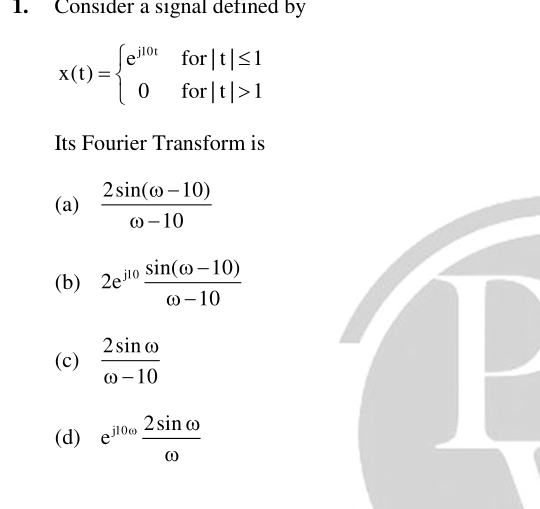 1. Consider a signal defined by
x(t) = { e^{j10t} for |t| ≤ 1
0 for |t| > 1
Its Fourier Transform is
(a) 2sin(ω−10) / ω−10
(b) 2e^{j10} sin(ω−10) / ω−10
(c) 2sin ω / ω−10
(d) e^{j10ω} 2sin ω / ω